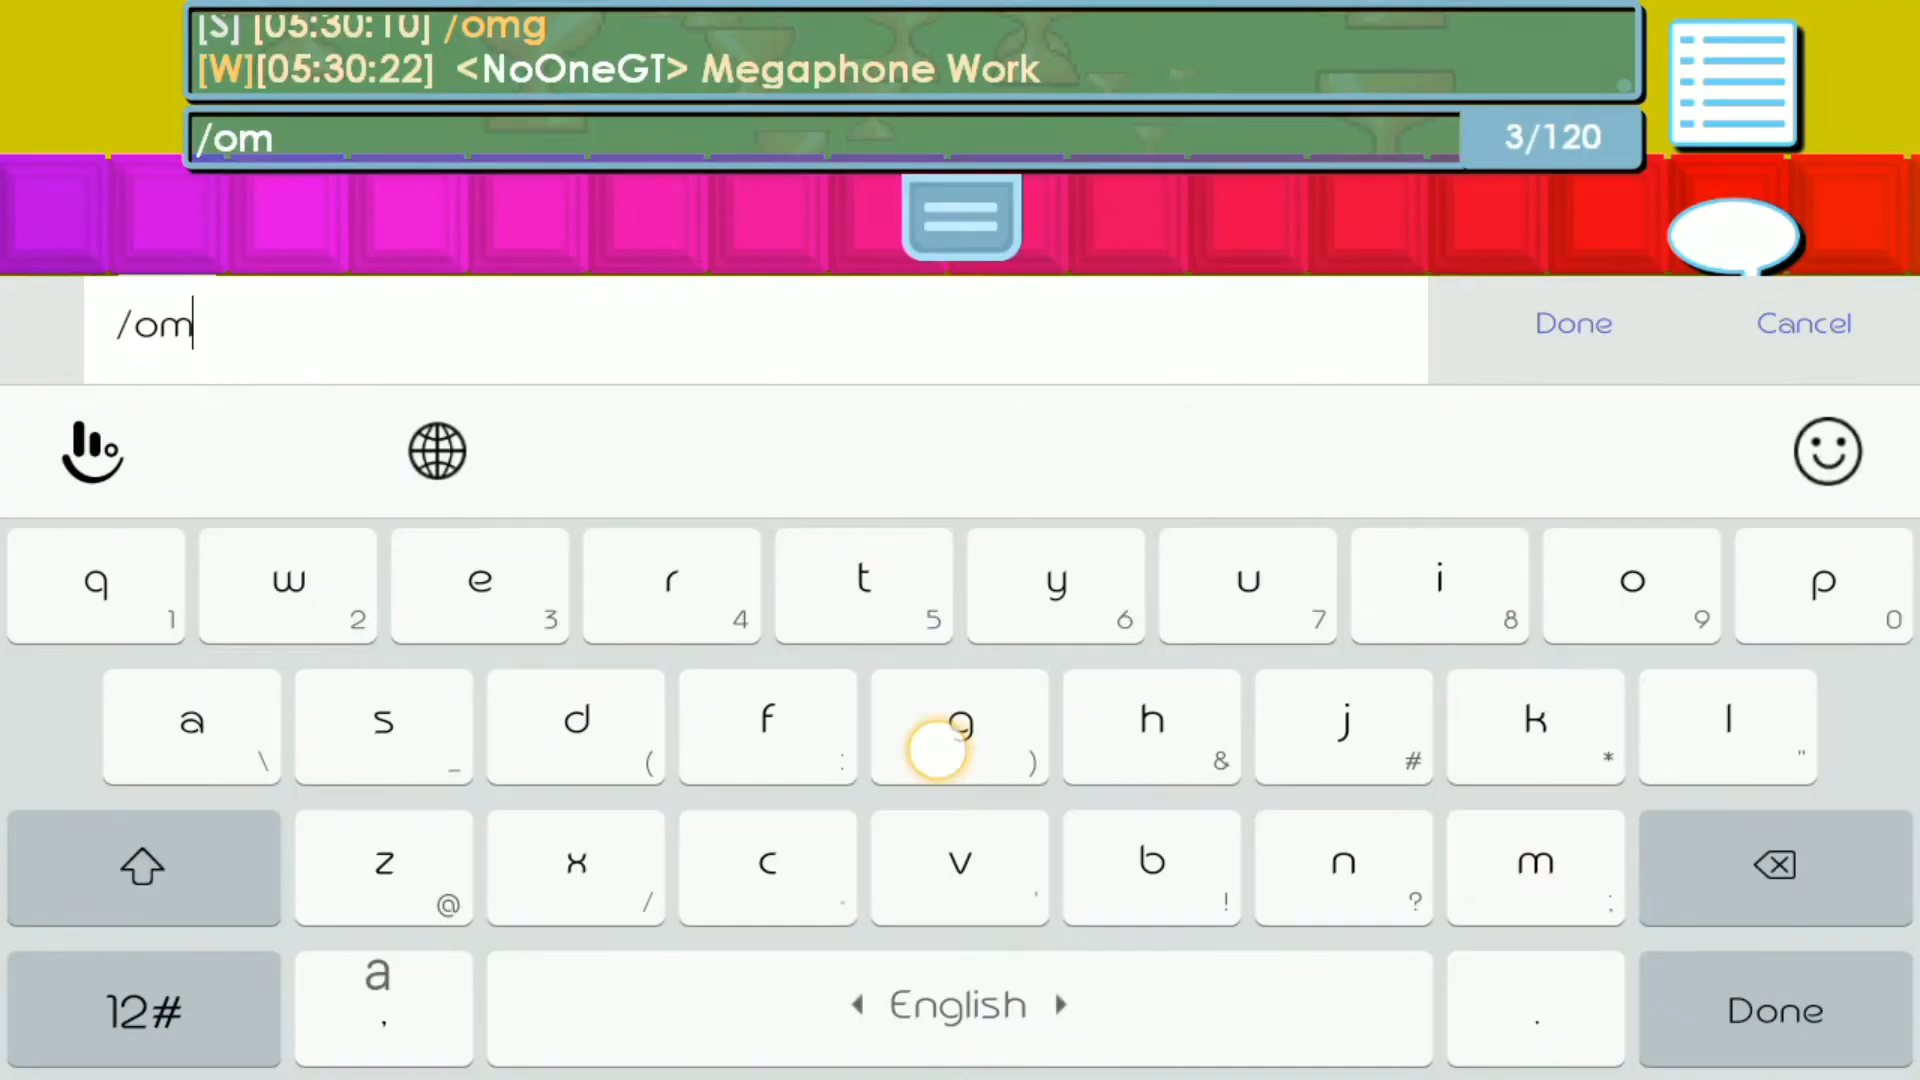 [S] [05:30:10] /omg
[W][05:30:22] <NoOneGT> Megaphone Work
/om 3/120
/om Done Cancel
q w e r t y u i o p
1 2 3 4 5 6 7 8 9 0
a s d f g h j k l
\ _ ( : ) & # * "
z x c v b n m
@ / - ' ! ? ;
12# a , English . Done